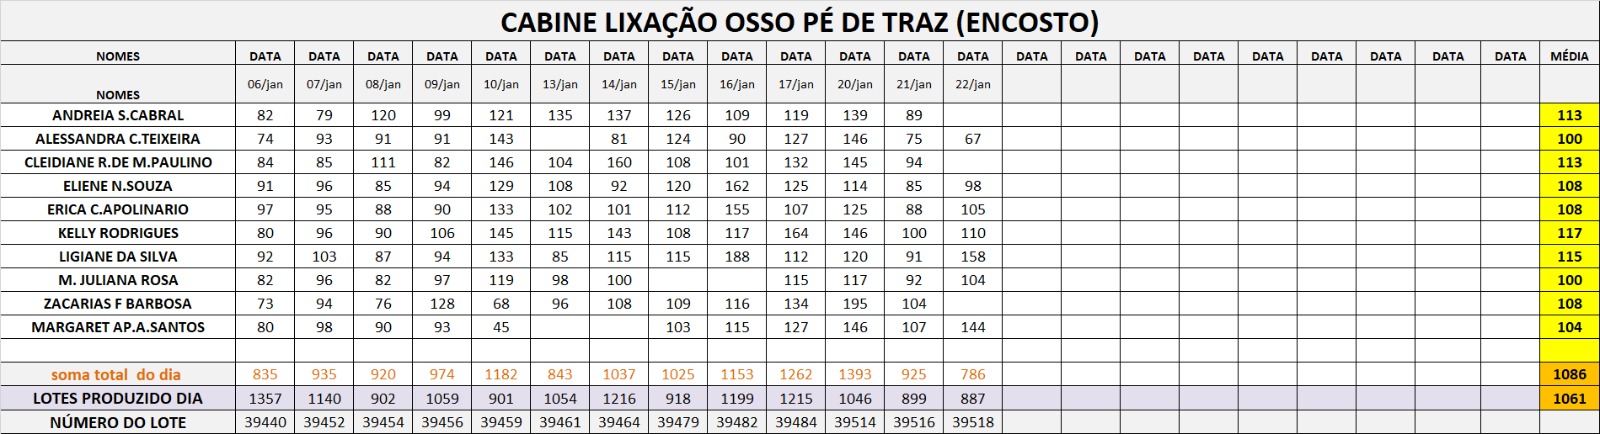 CABINE LIXAÇÃO OSSO PÉ DE TRAZ (ENCOSTO)
NOMES DATA DATA DATA DATA DATA DATA DATA DATA DATA DATA DATA DATA DATA DATA DATA DATA DATA DATA DATA DATA DATA DATA MÉDIA
NOMES 06/jan 07/jan 08/jan 09/jan 10/jan 13/jan 14/jan 15/jan 16/jan 17/jan 20/jan 21/jan 22/jan
ANDREIA S.CABRAL 82 79 120 99 121 135 137 126 109 119 139 89 113
ALESSANDRA C.TEIXEIRA 74 93 91 91 143 81 124 90 127 146 75 67 100
CLEIDIANE R.DE M.PAULINO 84 85 111 82 146 104 160 108 101 132 145 94 113
ELIENE N.SOUZA 91 96 85 94 129 108 92 120 162 125 114 85 98 108
ERICA C.APOLINARIO 97 95 88 90 133 102 101 112 155 107 125 88 105 108
KELLY RODRIGUES 80 96 90 106 145 115 143 108 117 164 146 100 110 117
LIGIANE DA SILVA 92 103 87 94 133 85 115 115 188 112 120 91 158 115
M. JULIANA ROSA 82 96 82 97 119 98 100 115 117 92 104 100
ZACARIAS F BARBOSA 73 94 76 128 68 96 108 109 116 134 195 104 108
MARGARET AP.A.SANTOS 80 98 90 93 45 103 115 127 146 107 144 104
soma total do dia 835 935 920 974 1182 843 1037 1025 1153 1262 1393 925 786 1086
LOTES PRODUZIDO DIA 1357 1140 902 1059 901 1054 1216 918 1199 1215 1046 899 887 1061
NÚMERO DO LOTE 39440 39452 39454 39456 39459 39461 39464 39479 39482 39484 39514 39516 39518